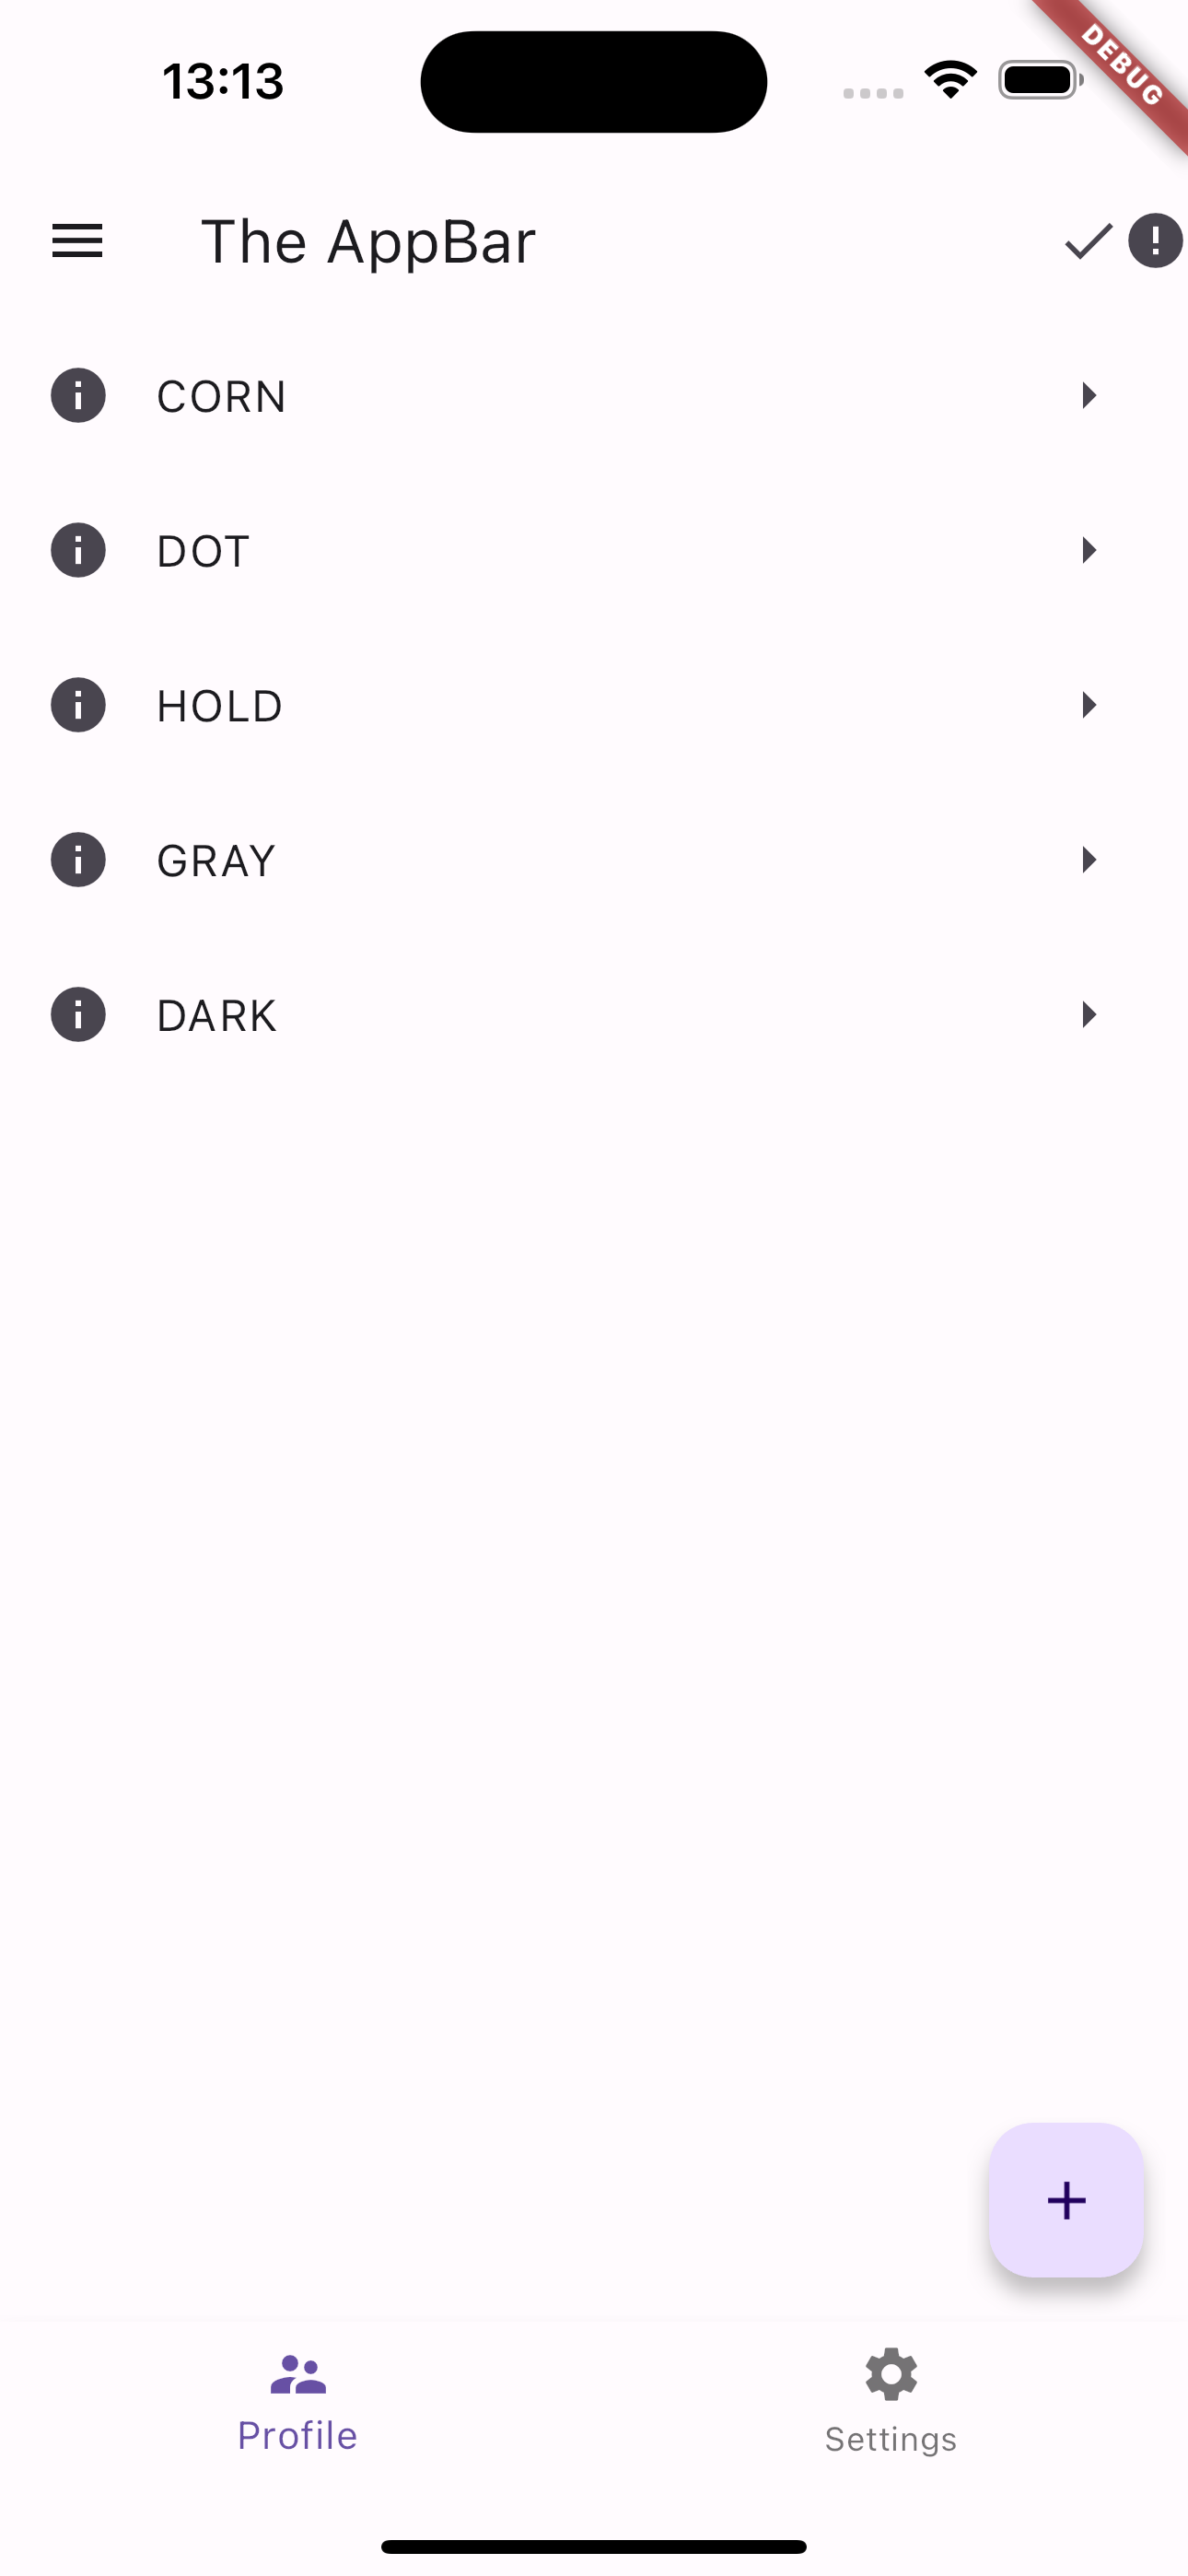 13:13
DEBUG
The AppBar
CORN
DOT
HOLD
GRAY
DARK
Profile
Settings